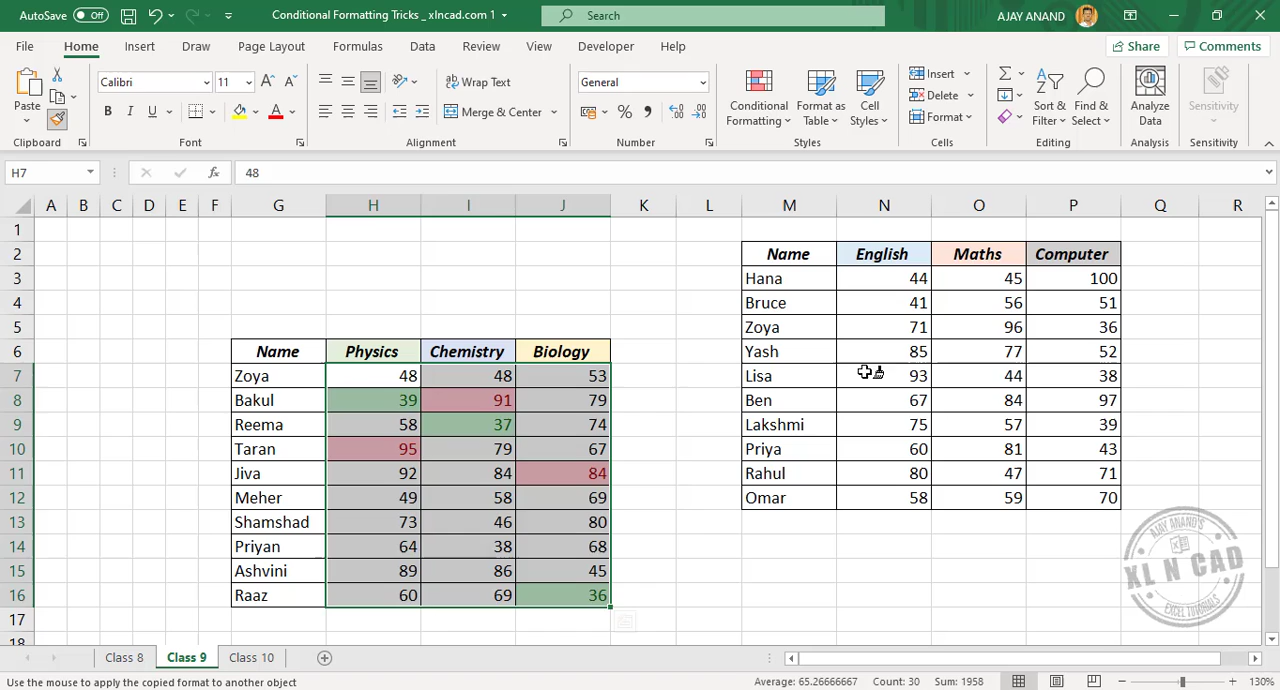 AutoSave Off Conditional Formatting Tricks _ xlncad.com 1 Search AJAY ANAND
File Home Insert Draw Page Layout Formulas Data Review View Developer Help Share Comments
Calibri 11 Wrap Text General Insert
Paste B I U Merge & Center % Conditional Formatting Format as Table Cell Styles Delete Format Sort & Filter Find & Select Analyze Data Sensitivity
Clipboard Font Alignment Number Styles Cells Editing Analysis Sensitivity
H7 fx 48
A B C D E F G H I J K L M N O P Q R
1
2 Name English Maths Computer
3 Hana 44 45 100
4 Bruce 41 56 51
5 Zoya 71 96 36
6 Name Physics Chemistry Biology Yash 85 77 52
7 Zoya 48 48 53 Lisa 93 44 38
8 Bakul 39 91 79 Ben 67 84 97
9 Reema 58 37 74 Lakshmi 75 57 39
10 Taran 95 79 67 Priya 60 81 43
11 Jiva 92 84 84 Rahul 80 47 71
12 Meher 49 58 69 Omar 58 59 70
13 Shamshad 73 46 80
14 Priyan 64 38 68
15 Ashvini 89 86 45
16 Raaz 60 69 36
17
18
AJAY ANAND'S
XL N CAD
EXCEL TUTORIALS
Class 8 Class 9 Class 10
Use the mouse to apply the copied format to another object Average: 65.26666667 Count: 30 Sum: 1958 130%